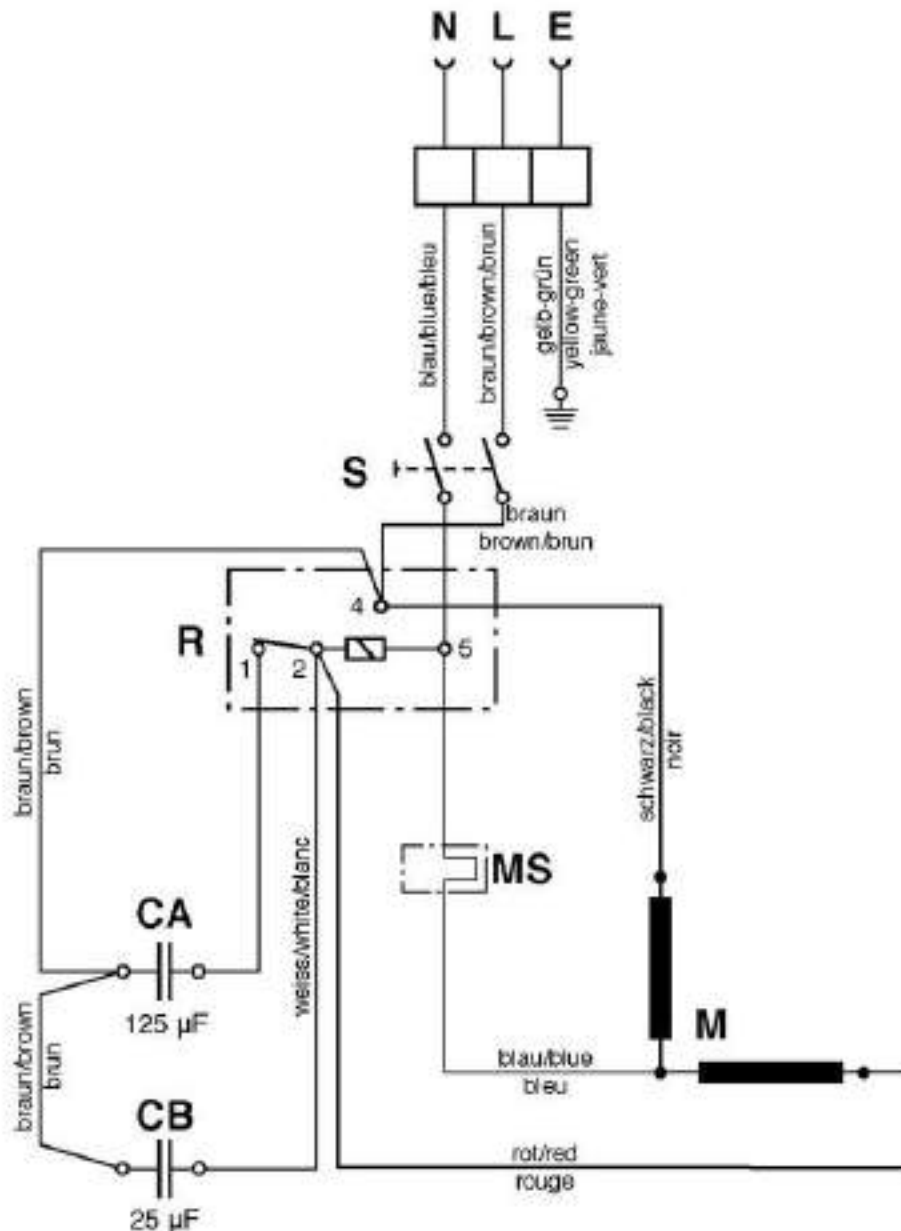 N L E
blau/blue/bleu
braun/brown/brun
gelb-grün
yellow-green
jaune-vert
S
braun
brown/brun
4
R
1
2
5
braun/brown
brun
schwarz/black
noir
weiss/white/blanc
MS
CA
125 µF
M
braun/brown
brun
blau/blue
bleu
CB
25 µF
rot/red
rouge